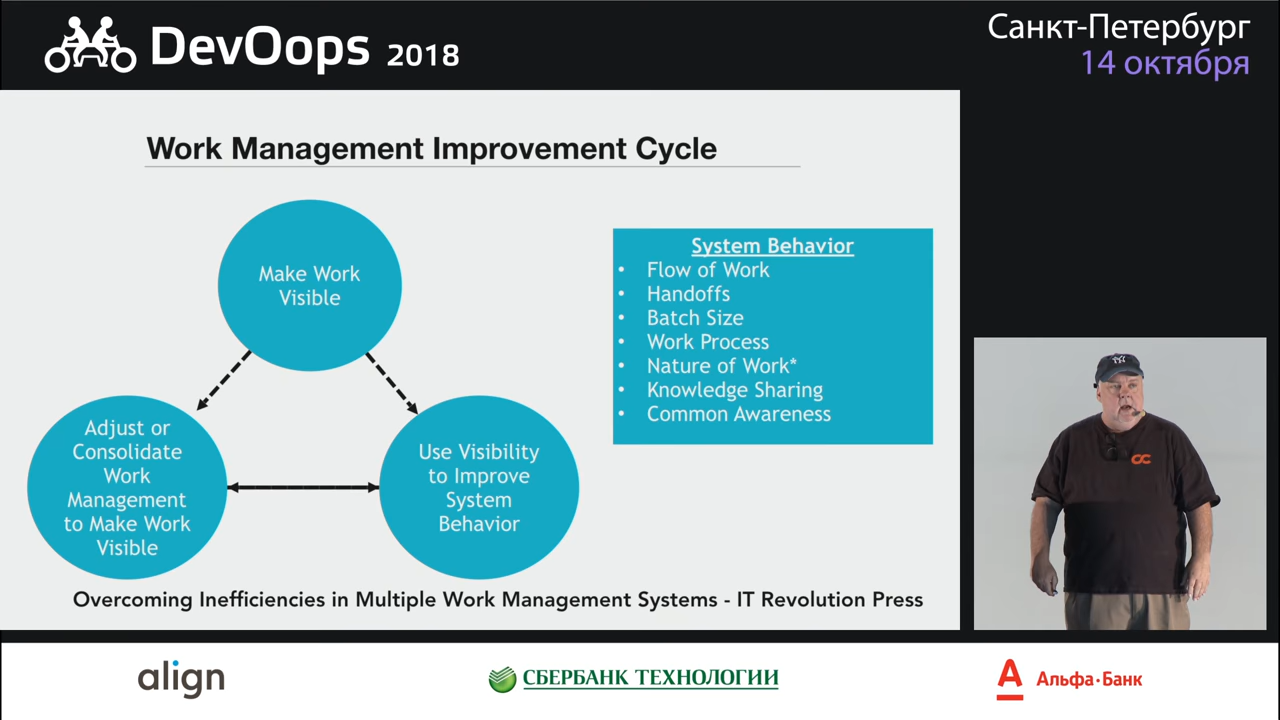 DevOops 2018
Санкт-Петербург
14 октября
Work Management Improvement Cycle
Make Work
Visible
Adjust or
Consolidate
Work
Management
to Make Work
Visible
Use Visibility
to Improve
System
Behavior
System Behavior
• Flow of Work
• Handoffs
• Batch Size
• Work Process
• Nature of Work*
• Knowledge Sharing
• Common Awareness
Overcoming Inefficiencies in Multiple Work Management Systems - IT Revolution Press
align
СБЕРБАНК ТЕХНОЛОГИИ
А
Альфа·Банк